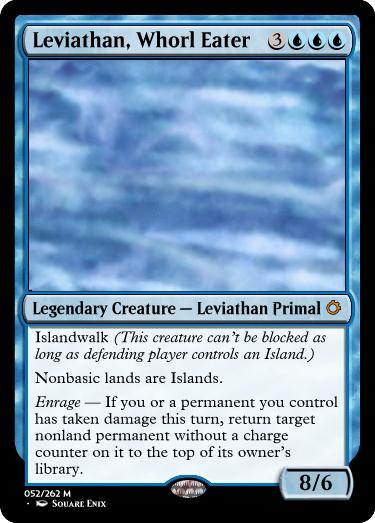 Leviathan, Whorl Eater 3
Legendary Creature — Leviathan Primal
Islandwalk (This creature can't be blocked as
long as defending player controls an Island.)
Nonbasic lands are Islands.
Enrage — If you or a permanent you control
has taken damage this turn, return target
nonland permanent without a charge
counter on it to the top of its owner's
library.
8/6
052/262 M
· Square Enix